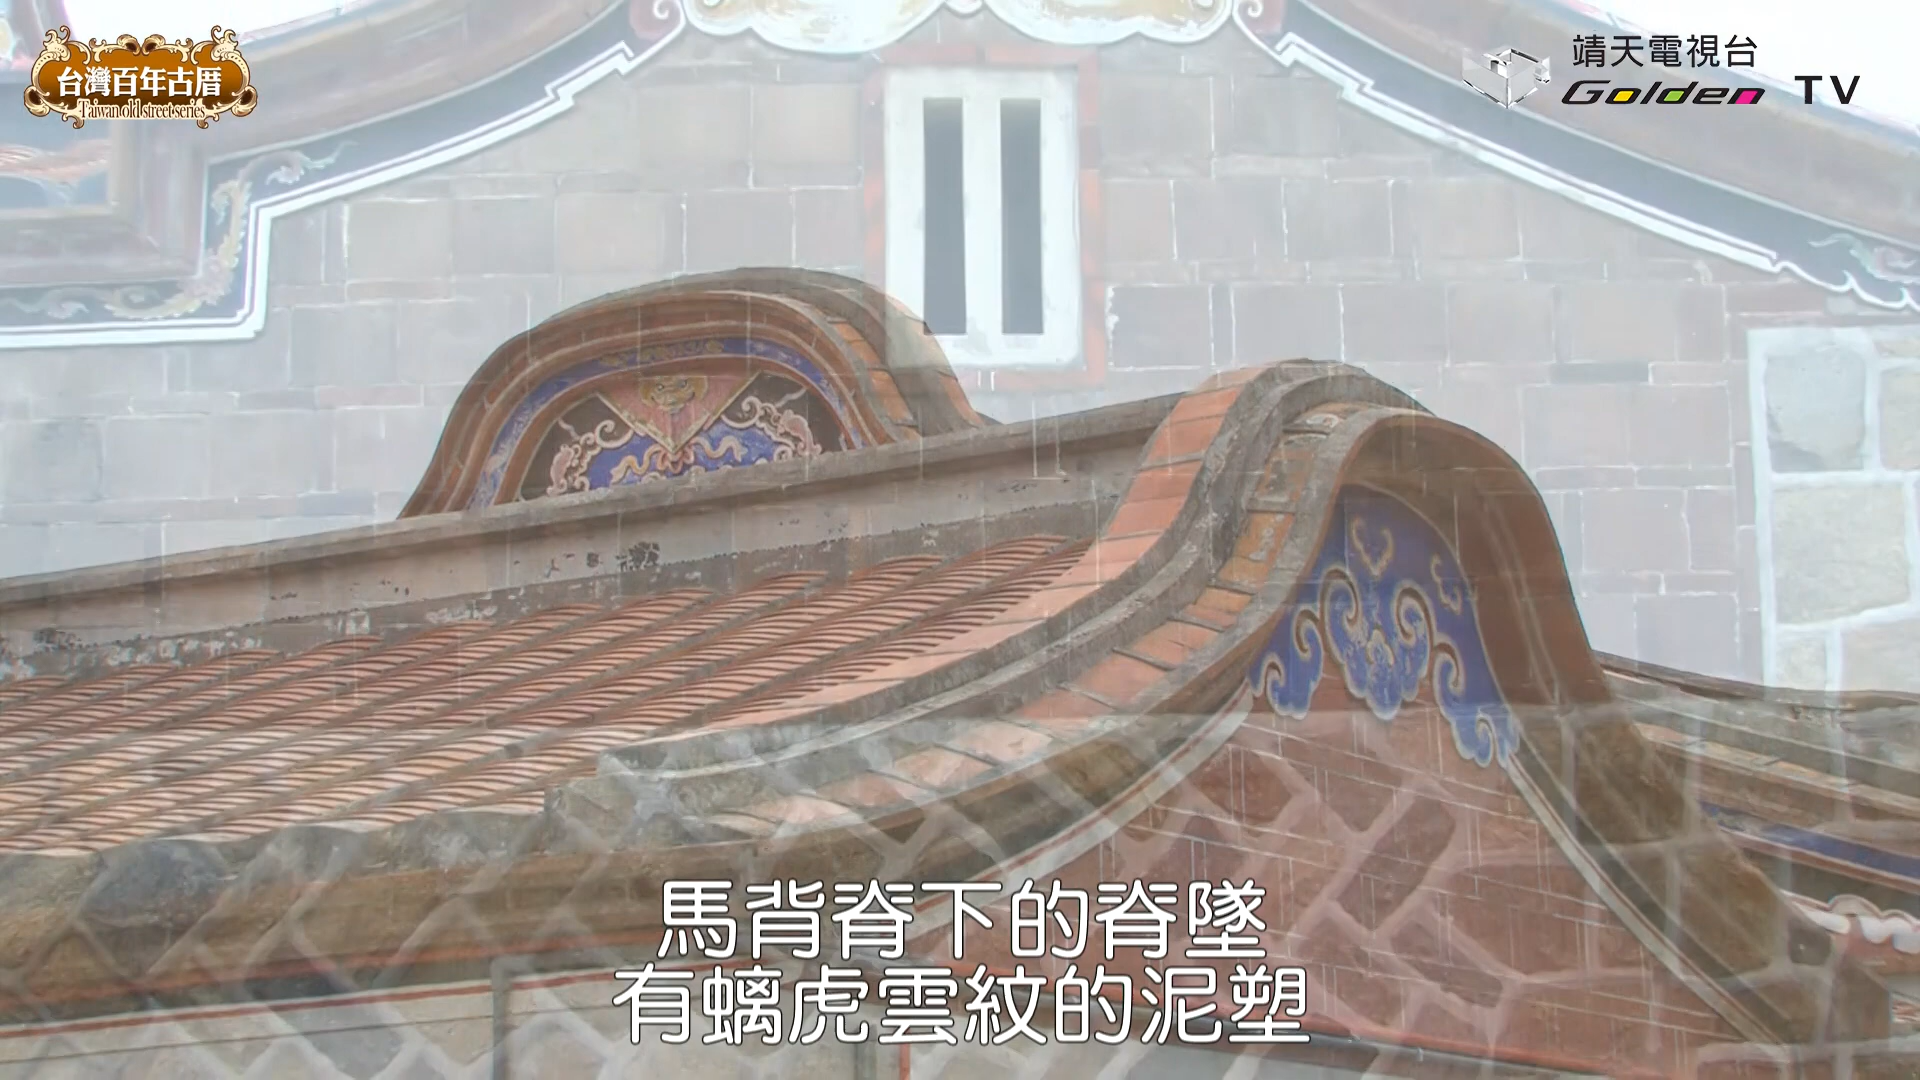 台灣百年古厝
Taiwan old street series
靖天電視台
Golden TV
馬背脊下的脊墜
有螭虎雲紋的泥塑